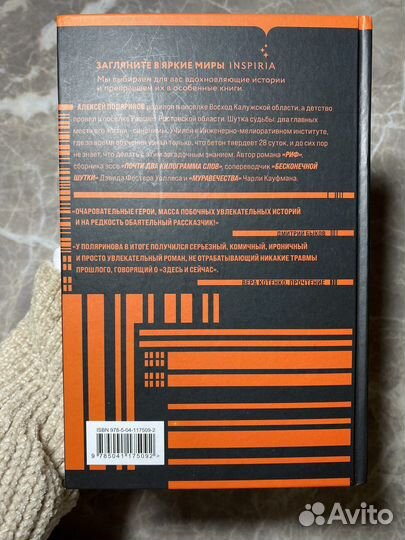 ЗАГЛЯНИТЕ В ЯРКИЕ МИРЫ INSPIRIA
Мы выбираем для вас вдохновляющие истории
и превращаем их в особенные книги.
АЛЕКСЕЙ ПОЛЯРИНОВ родился в поселке Восход Калужской области, а детство
провел в поселке Рассвет Ростовской области. Шутка судьбы: два главных
места его жизни - синонимы. Учился в Инженерно-мелиоративном институте,
где за время обучения узнал только, что бетон твердеет 28 суток, и до сих пор
не знает, что делать с этим загадочным знанием. Автор романа «РИФ»,
сборника эссе «ПОЧТИ ДВА КИЛОГРАММА СЛОВ», сопереводчик «БЕСКОНЕЧНОЙ
ШУТКИ» Дэвида Фостера Уоллеса и «МУРАВЕЧЕСТВА» Чарли Кауфмана.
«ОЧАРОВАТЕЛЬНЫЕ ГЕРОИ, МАССА ПОБОЧНЫХ УВЛЕКАТЕЛЬНЫХ ИСТОРИЙ
И НА РЕДКОСТЬ ОБАЯТЕЛЬНЫЙ РАССКАЗЧИК!»
ДМИТРИЙ БЫКОВ
«У ПОЛЯРИНОВА В ИТОГЕ ПОЛУЧИЛСЯ СЕРЬЕЗНЫЙ, КОМИЧНЫЙ, ИРОНИЧНЫЙ
И ПРОСТО УВЛЕКАТЕЛЬНЫЙ РОМАН, НЕ ОТРАБАТЫВАЮЩИЙ НИКАКИЕ ТРАВМЫ
ПРОШЛОГО, ГОВОРЯЩИЙ О «ЗДЕСЬ И СЕЙЧАС».
ВЕРА КОТЕНКО, ПРОЧТЕНИЕ
ISBN 978-5-04-117509-2
9 785041 175092 >
Avito